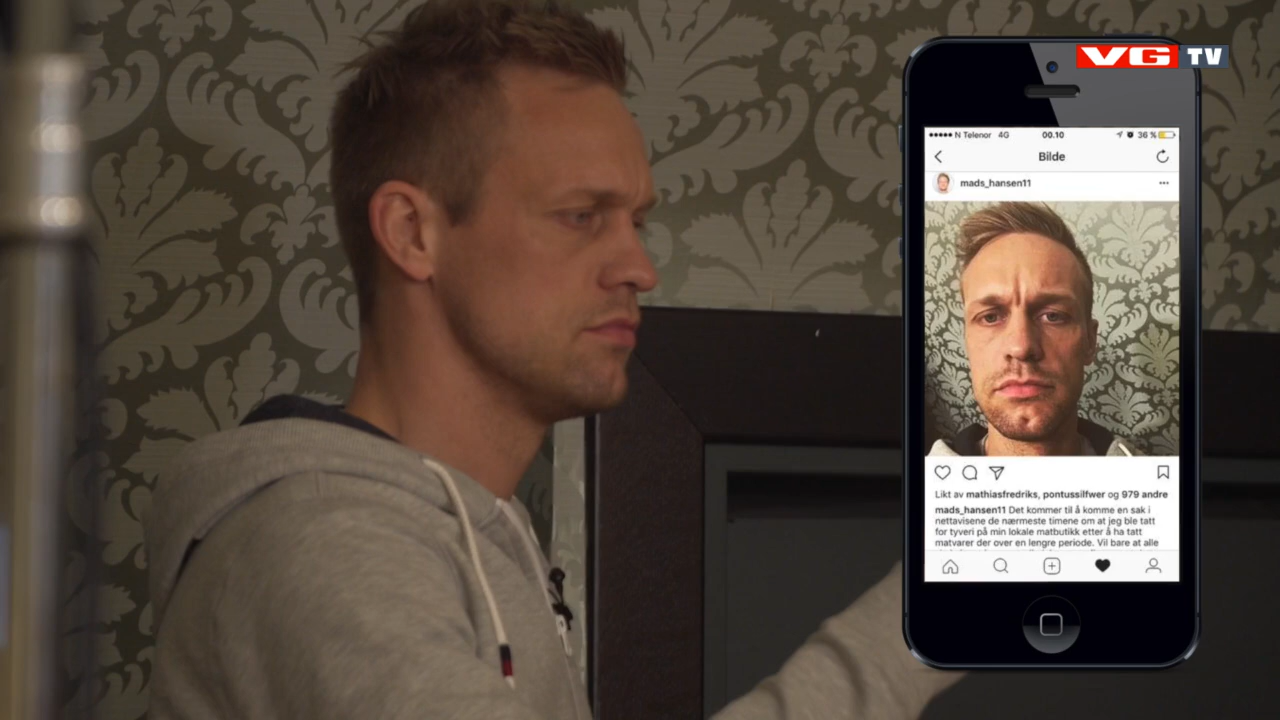 VG TV
N Telenor 4G 00.10 36 %
Bilde
mads_hansen11
Likt av mathiasfredriks, pontussilfwer og 979 andre
mads_hansen11 Det kommer til å komme en sak i
nettavisene de nærmeste timene om at jeg ble tatt
for tyveri på min lokale matbutikk etter å ha tatt
matvarer der over en lengre periode. Vil bare at alle